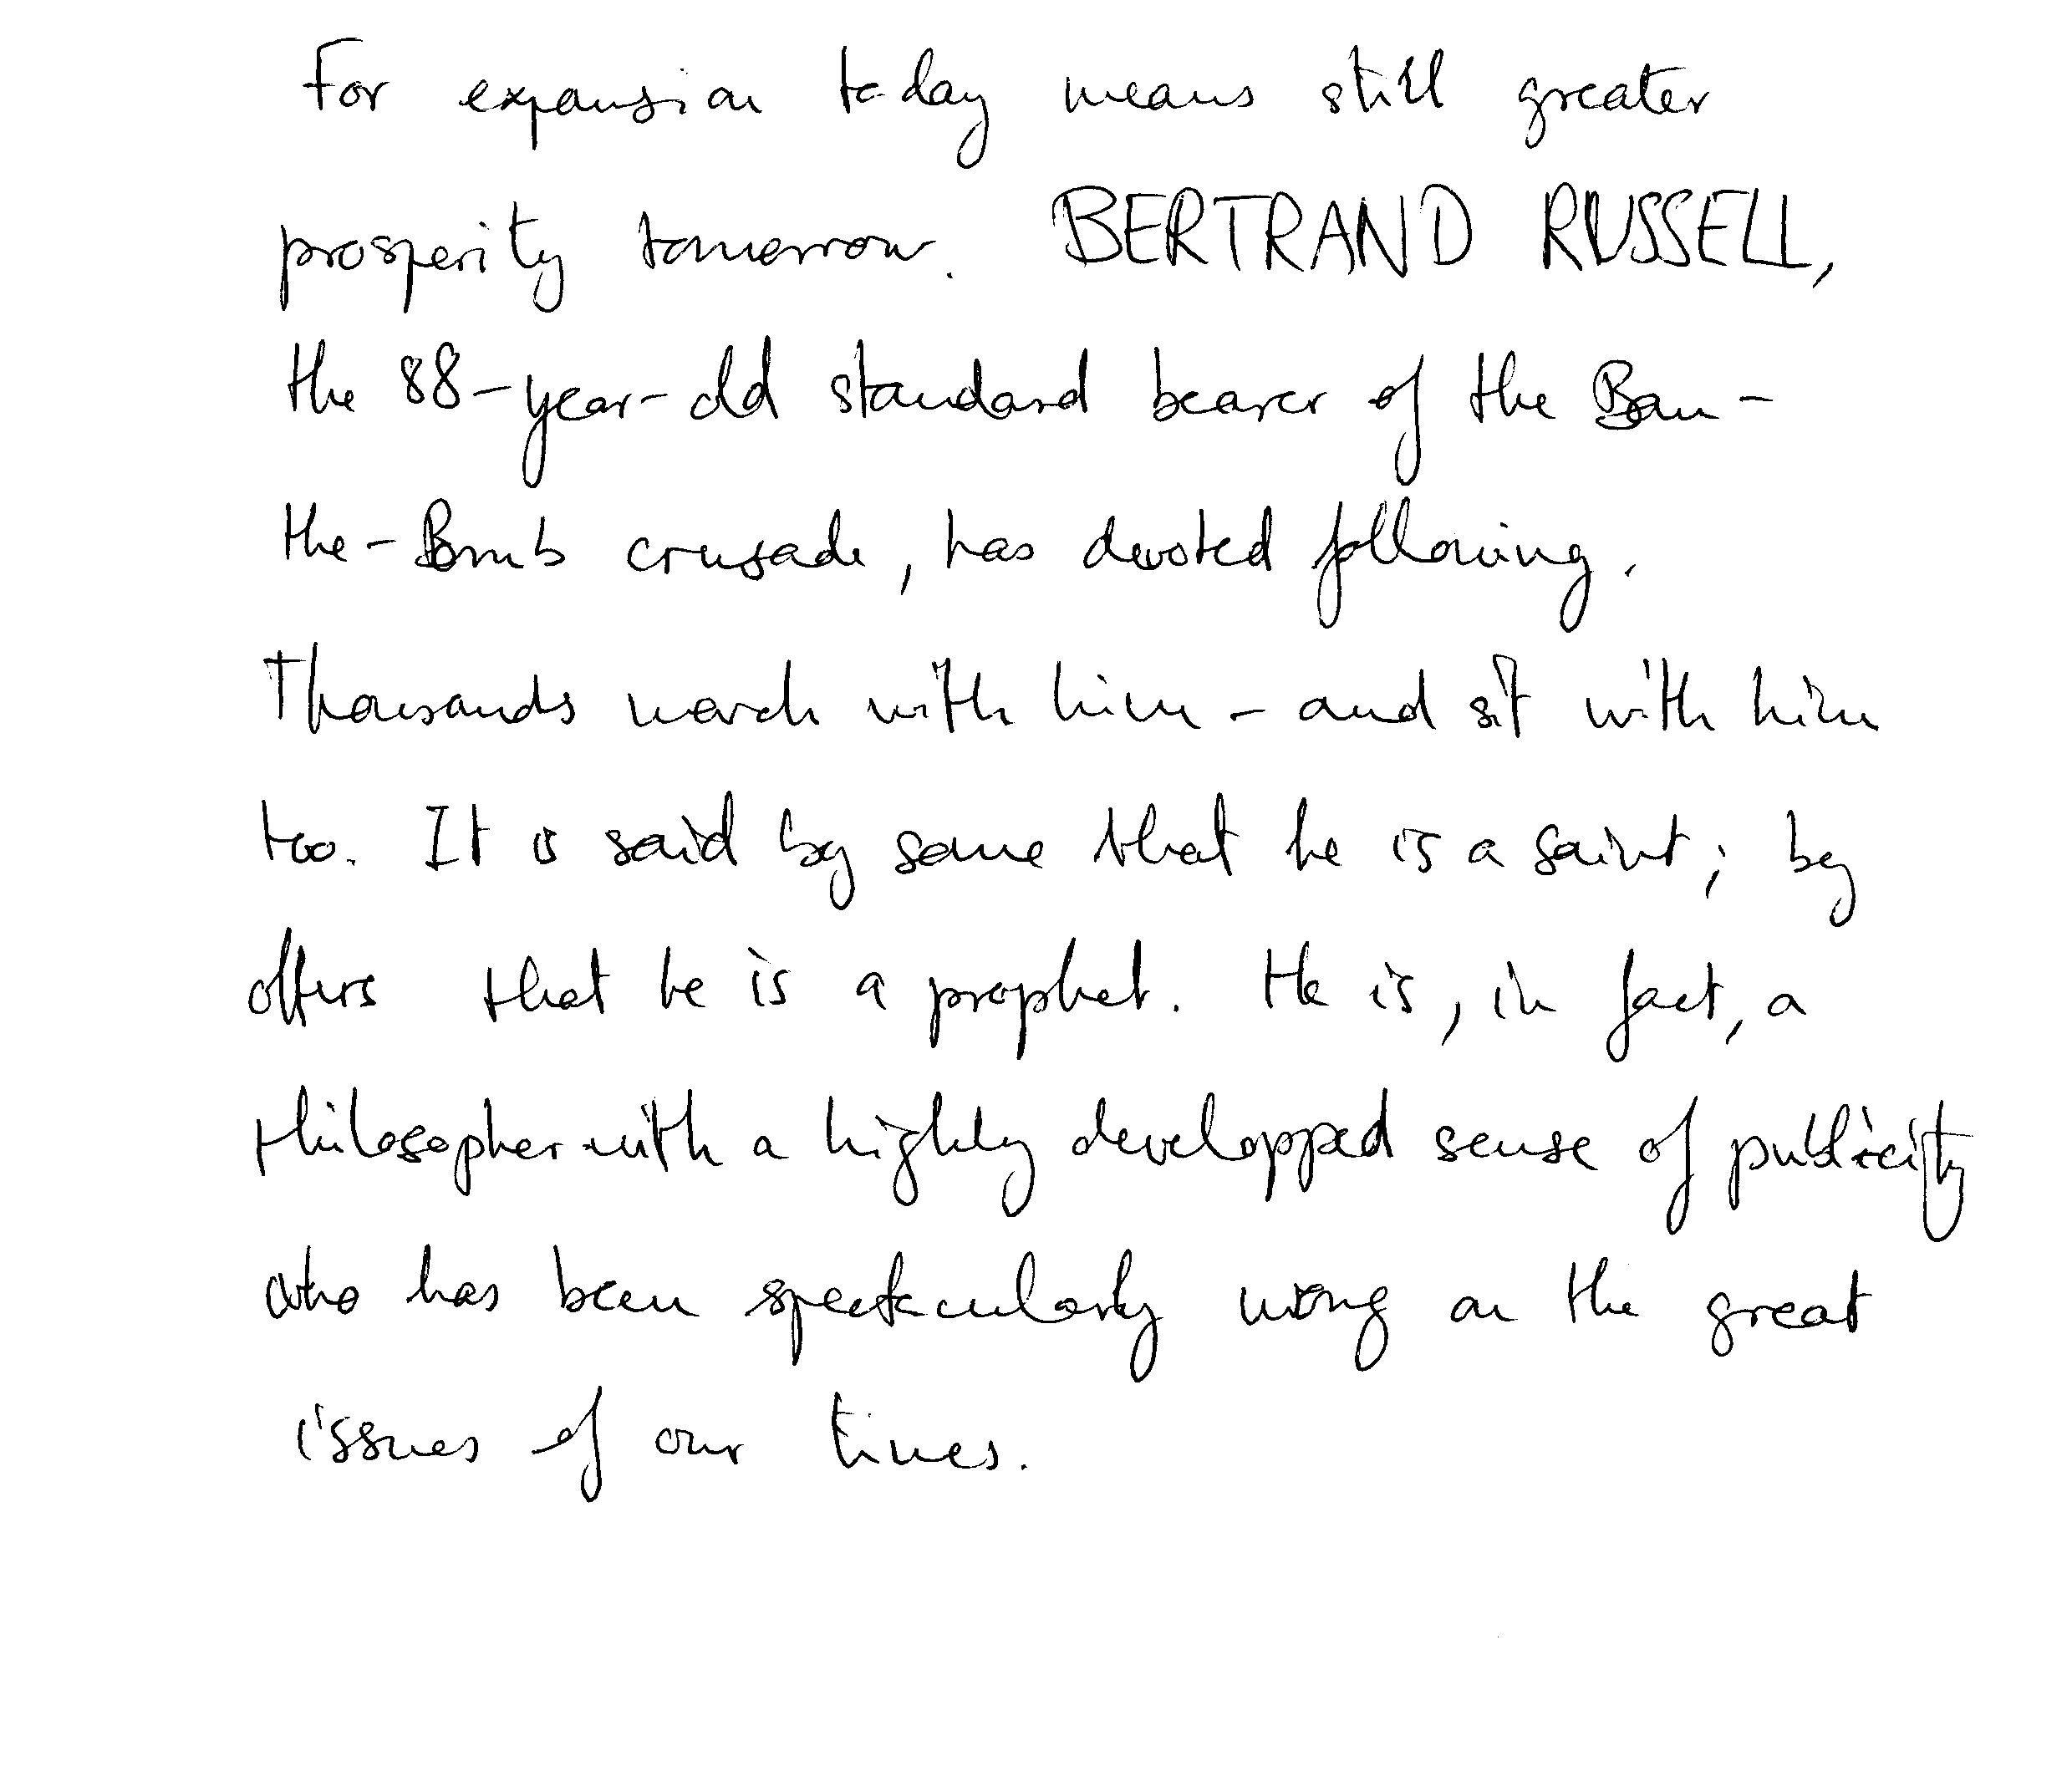 For expansion today means still greater
prosperity tomorrow. BERTRAND RUSSELL,
the 88-year-old standard bearer of the Ban-
the-Bomb crusade, has devoted following.
Thousands march with him - and sit with him
too. It is said by some that he is a saint; by
others that he is a prophet. He is, in fact, a
philosopher with a highly developped sense of publicity
who has been spectacularly wrong on the great
issues of our times.